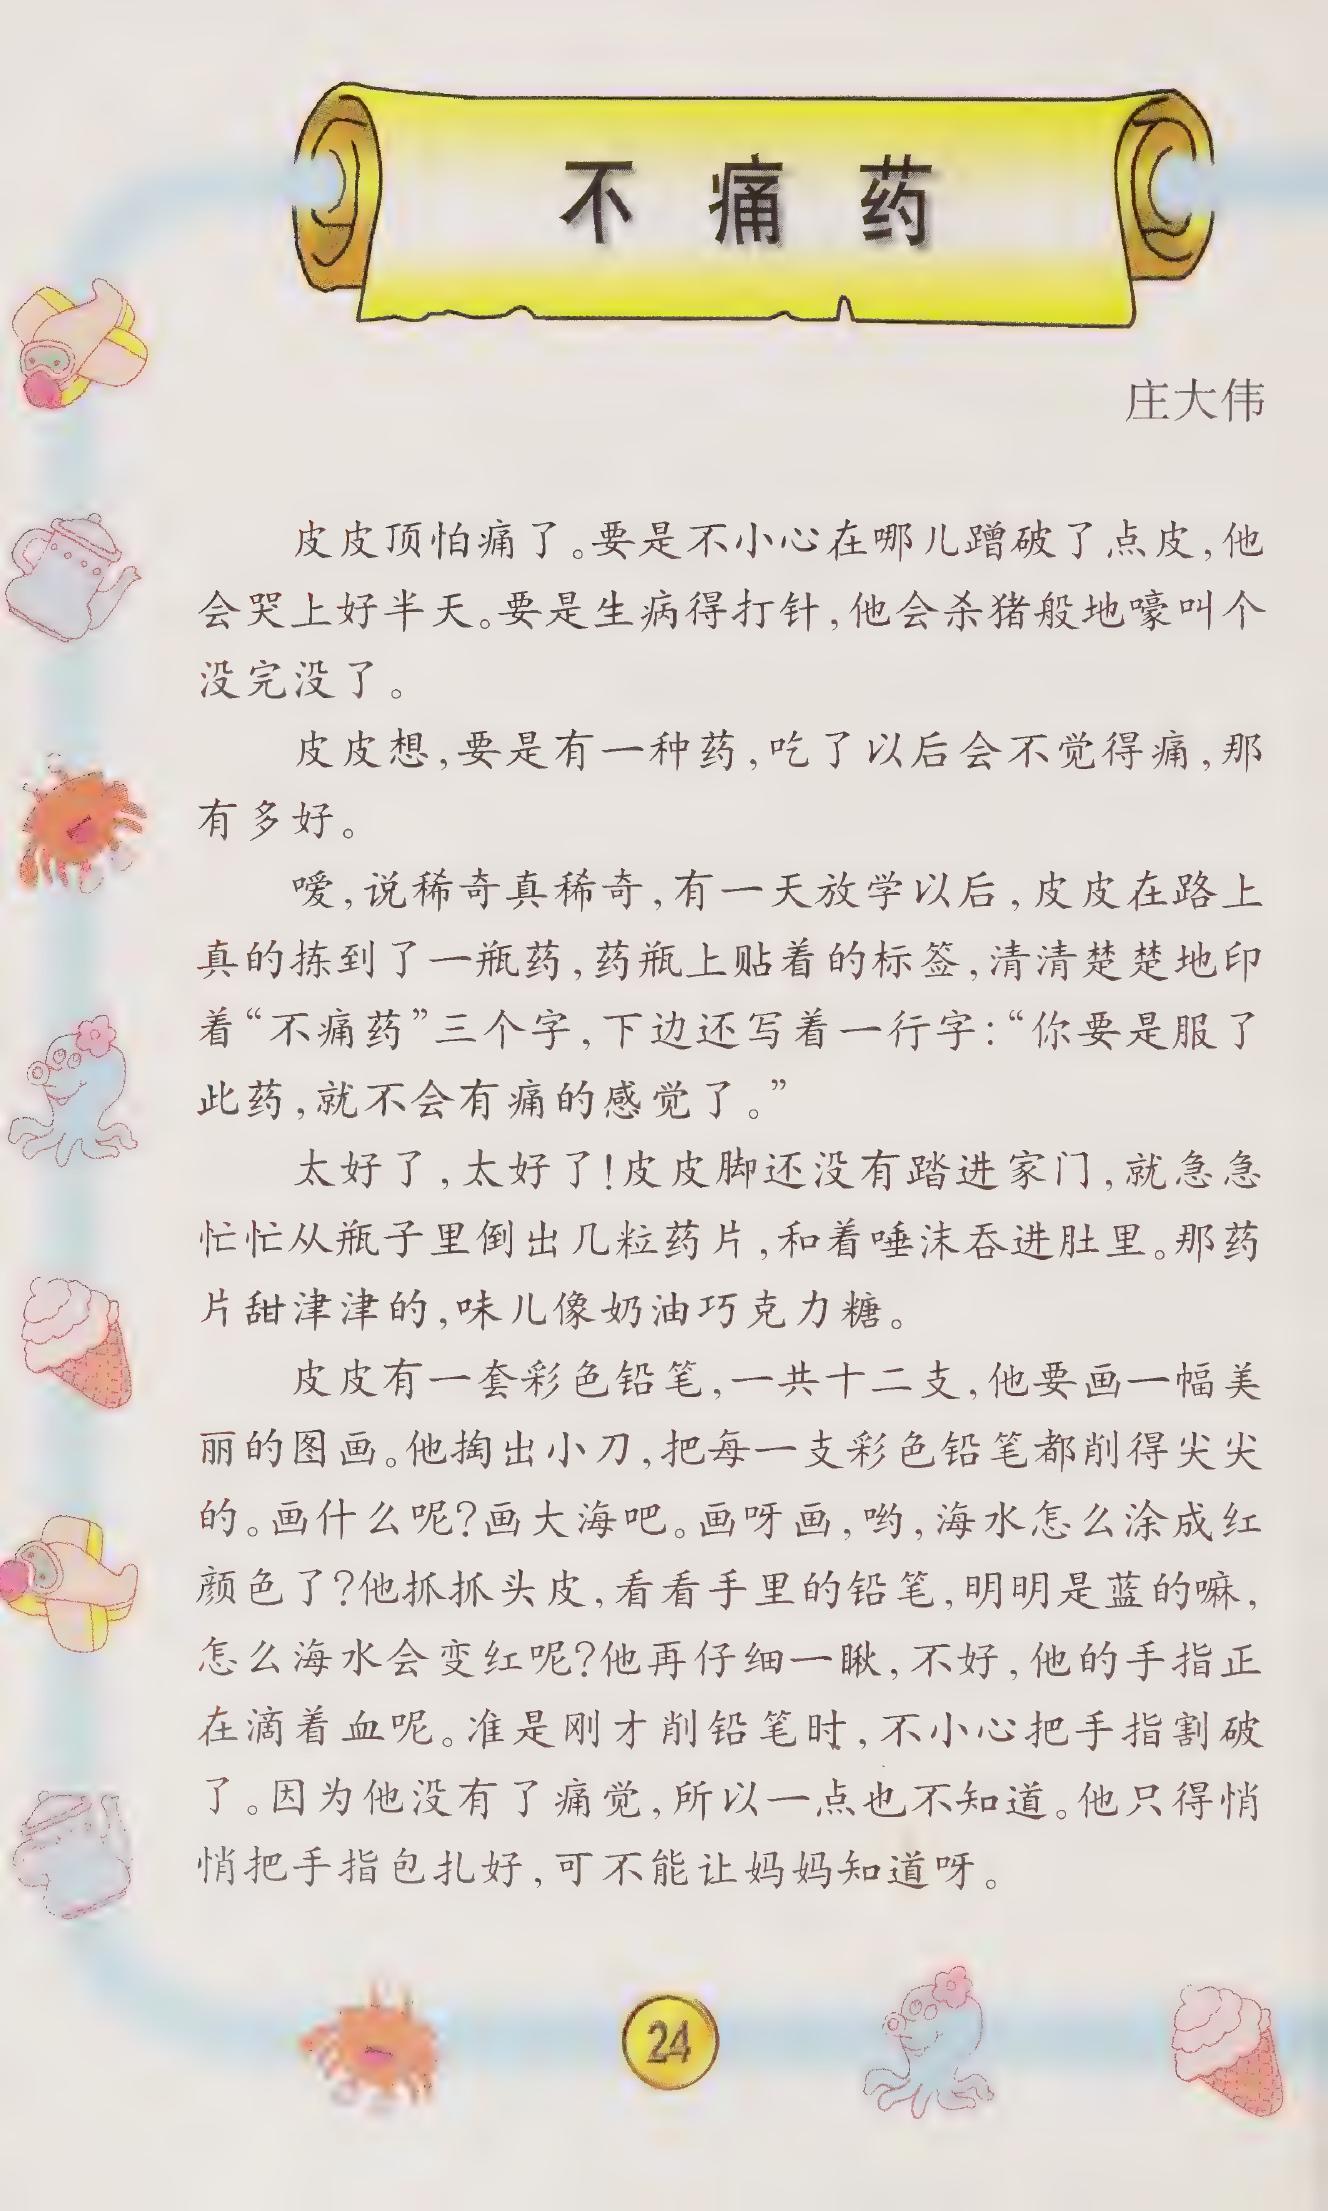 不痛药
庄大伟
皮皮顶怕痛了。要是不小心在哪儿蹭破了点皮,他
会哭上好半天。要是生病得打针,他会杀猪般地嚎叫个
没完没了。
皮皮想,要是有一种药,吃了以后会不觉得痛,那
有多好。
嗳,说稀奇真稀奇,有一天放学以后,皮皮在路上
真的拣到了一瓶药,药瓶上贴着的标签,清清楚楚地印
着“不痛药”三个字,下边还写着一行字:“你要是服了
此药,就不会有痛的感觉了。”
太好了,太好了!皮皮脚还没有踏进家门,就急急
忙忙从瓶子里倒出几粒药片,和着唾沫吞进肚里。那药
片甜津津的,味儿像奶油巧克力糖。
皮皮有一套彩色铅笔,一共十二支,他要画一幅美
丽的图画。他掏出小刀,把每一支彩色铅笔都削得尖尖
的。画什么呢?画大海吧。画呀画,哟,海水怎么涂成红
颜色了?他抓抓头皮,看看手里的铅笔,明明是蓝的嘛,
怎么海水会变红呢?他再仔细一瞅,不好,他的手指正
在滴着血呢。准是刚才削铅笔时,不小心把手指割破
了。因为他没有了痛觉,所以一点也不知道。他只得悄
悄把手指包扎好,可不能让妈妈知道呀。
24